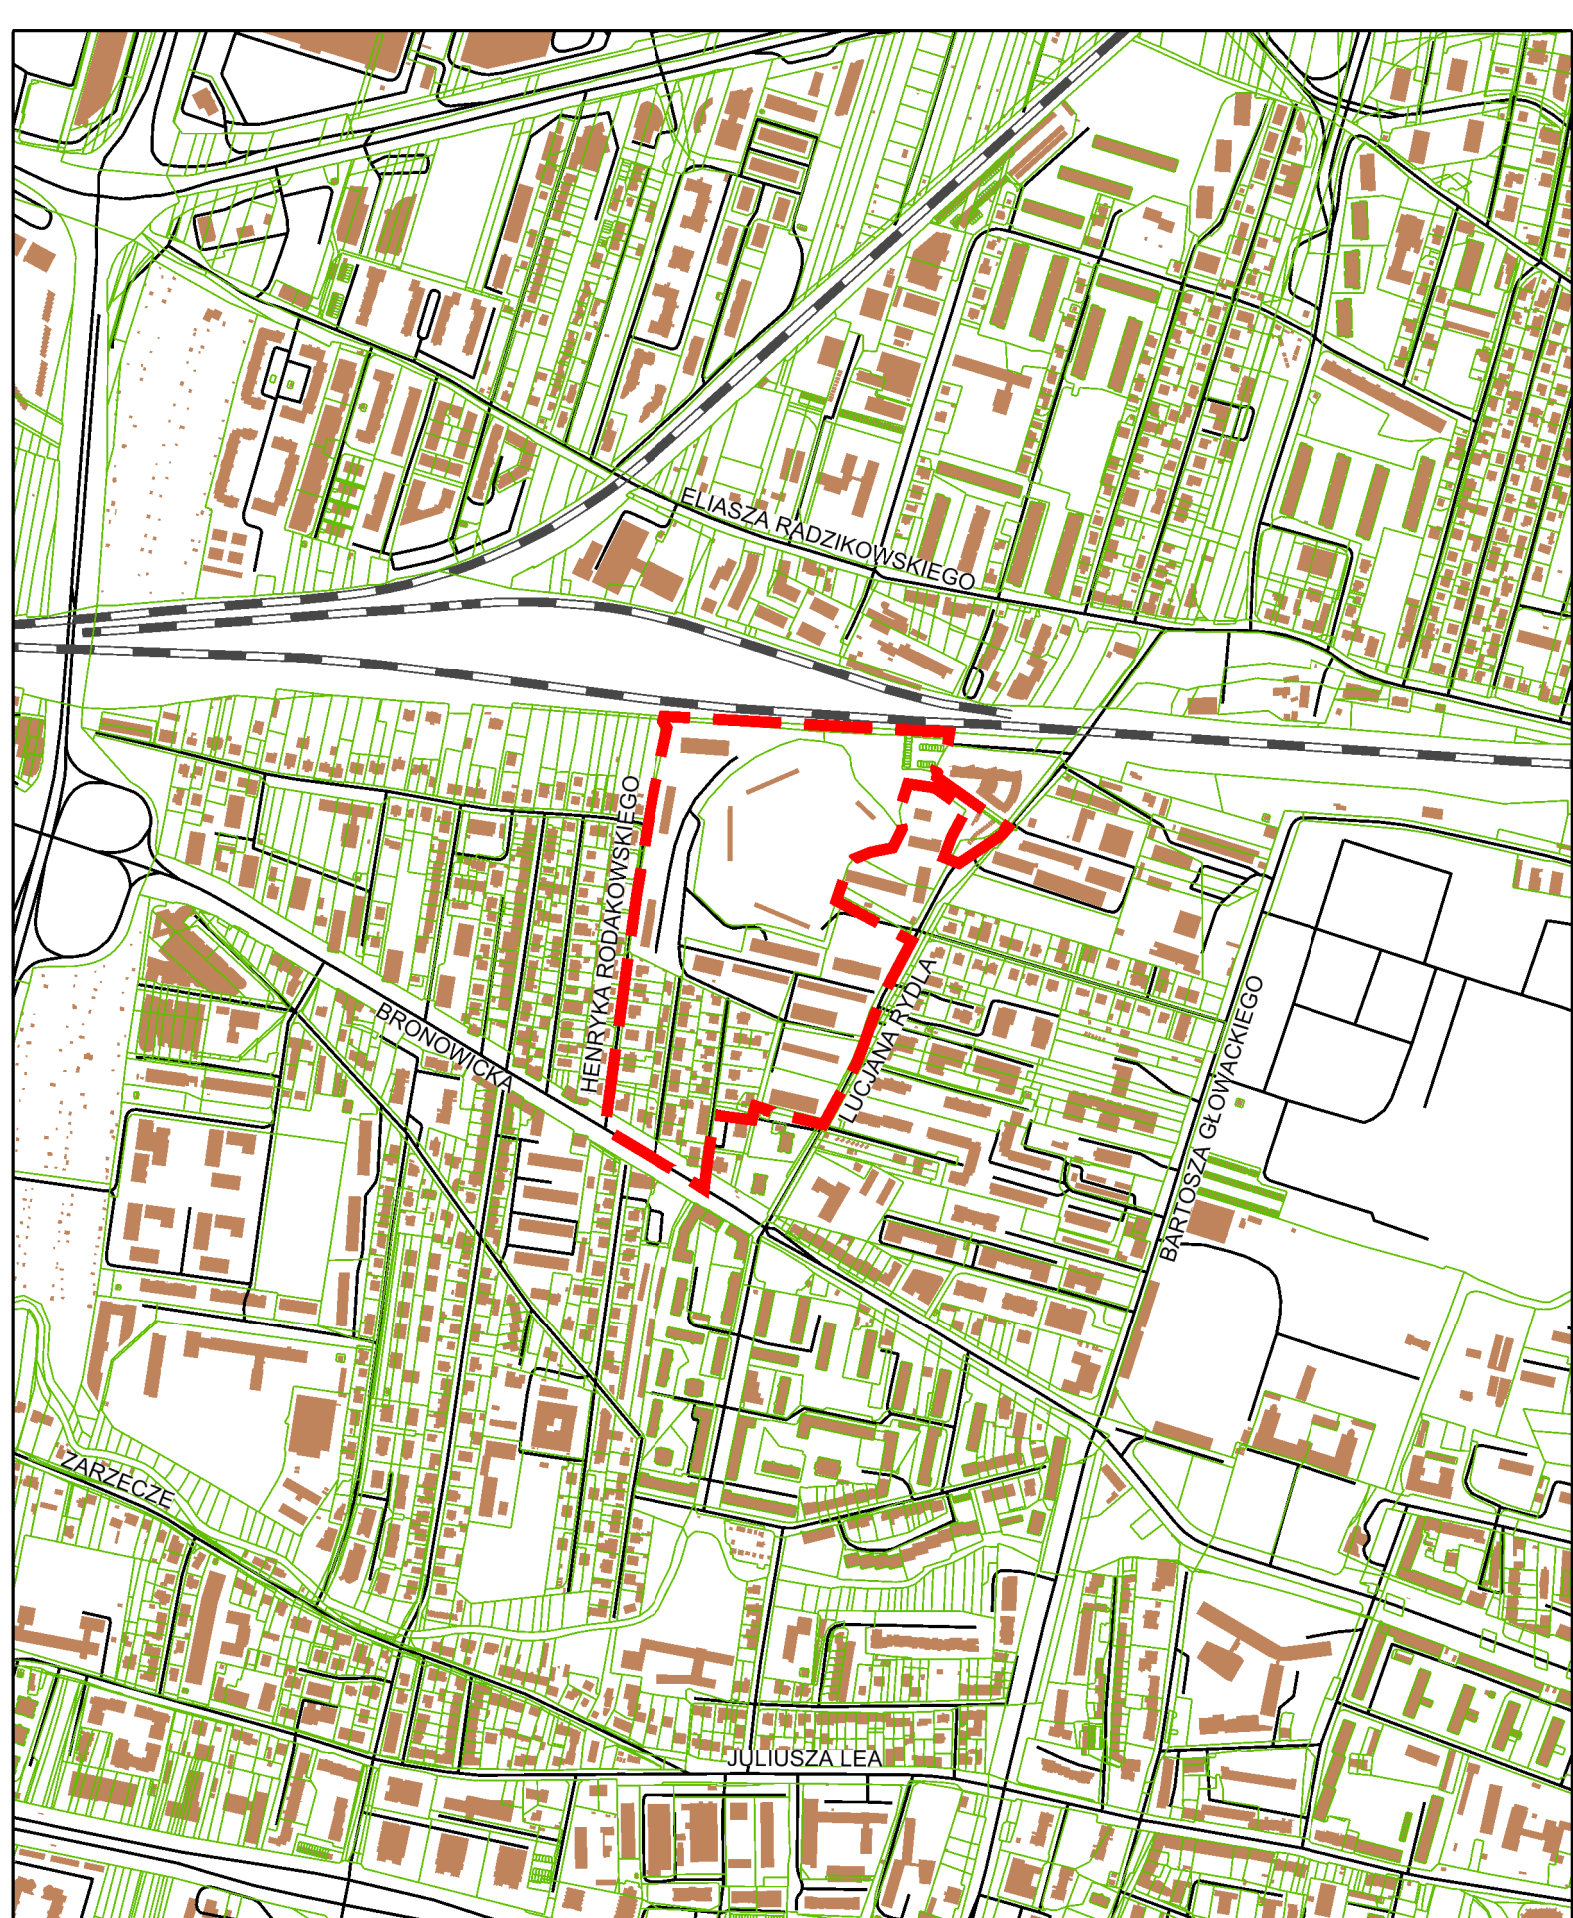 ELIASZA RADZIKOWSKIEGO
HENRYKA RODAKOWSKIEGO
LUCJANA RYDLA
BRONOWICKA
BARTOSZA GŁOWACKIEGO
ZARZECZE
JULIUSZA LEA